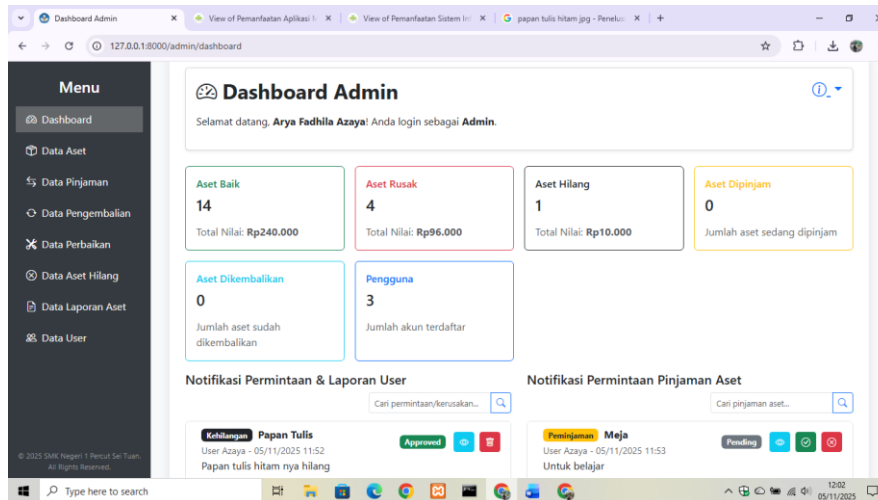 Dashboard Admin
View of Pemanfaatan Aplikasi
View of Pemanfaatan Sistem Inf
papan tulis hitam jpg - Penelus
127.0.0.1:8000/admin/dashboard
Menu
Dashboard
Data Aset
Data Pinjaman
Data Pengembalian
Data Perbaikan
Data Aset Hilang
Data Laporan Aset
Data User
© 2025 SMK Negeri 1 Percut Sei Tuan.
All Rights Reserved.
Dashboard Admin
Selamat datang, Arya Fadhila Azaya! Anda login sebagai Admin.
Aset Baik
14
Total Nilai: Rp240.000
Aset Rusak
4
Total Nilai: Rp96.000
Aset Hilang
1
Total Nilai: Rp10.000
Aset Dipinjam
0
Jumlah aset sedang dipinjam
Aset Dikembalikan
0
Jumlah aset sudah
dikembalikan
Pengguna
3
Jumlah akun terdaftar
Notifikasi Permintaan & Laporan User
Cari permintaan/kerusakan...
Kehilangan Papan Tulis
User Azaya - 05/11/2025 11:52
Papan tulis hitam nya hilang
Approved
Notifikasi Permintaan Pinjaman Aset
Cari pinjaman aset...
Peminjaman Meja
User Azaya - 05/11/2025 11:53
Untuk belajar
Pending
Type here to search
12:02
05/11/2025